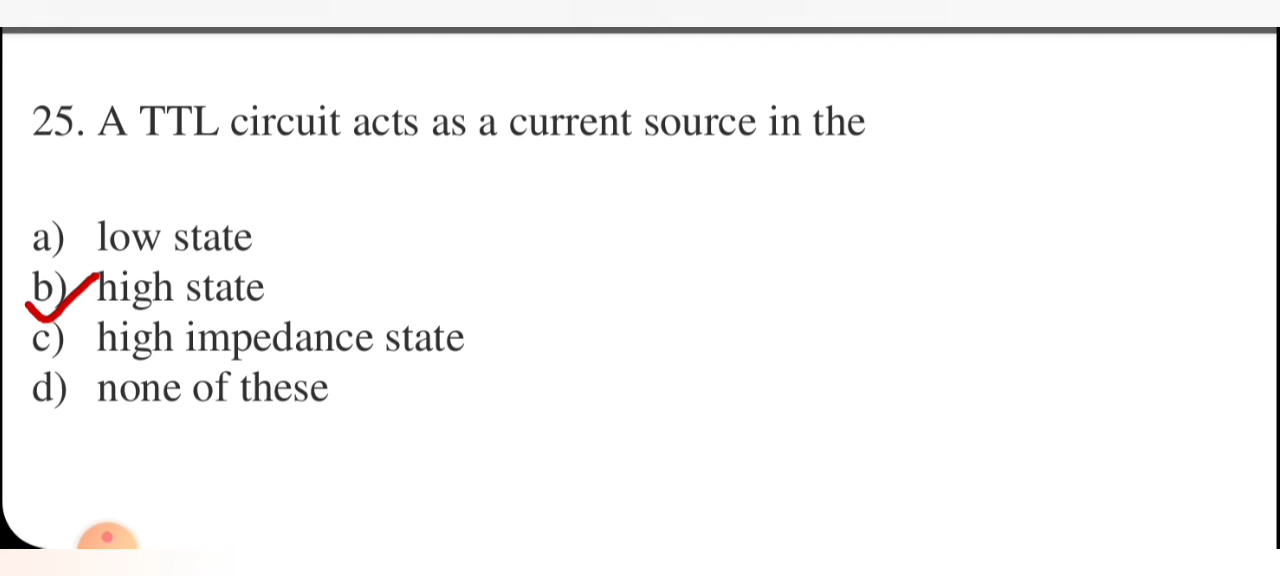 25. A TTL circuit acts as a current source in the
a) low state
b) high state
c) high impedance state
d) none of these